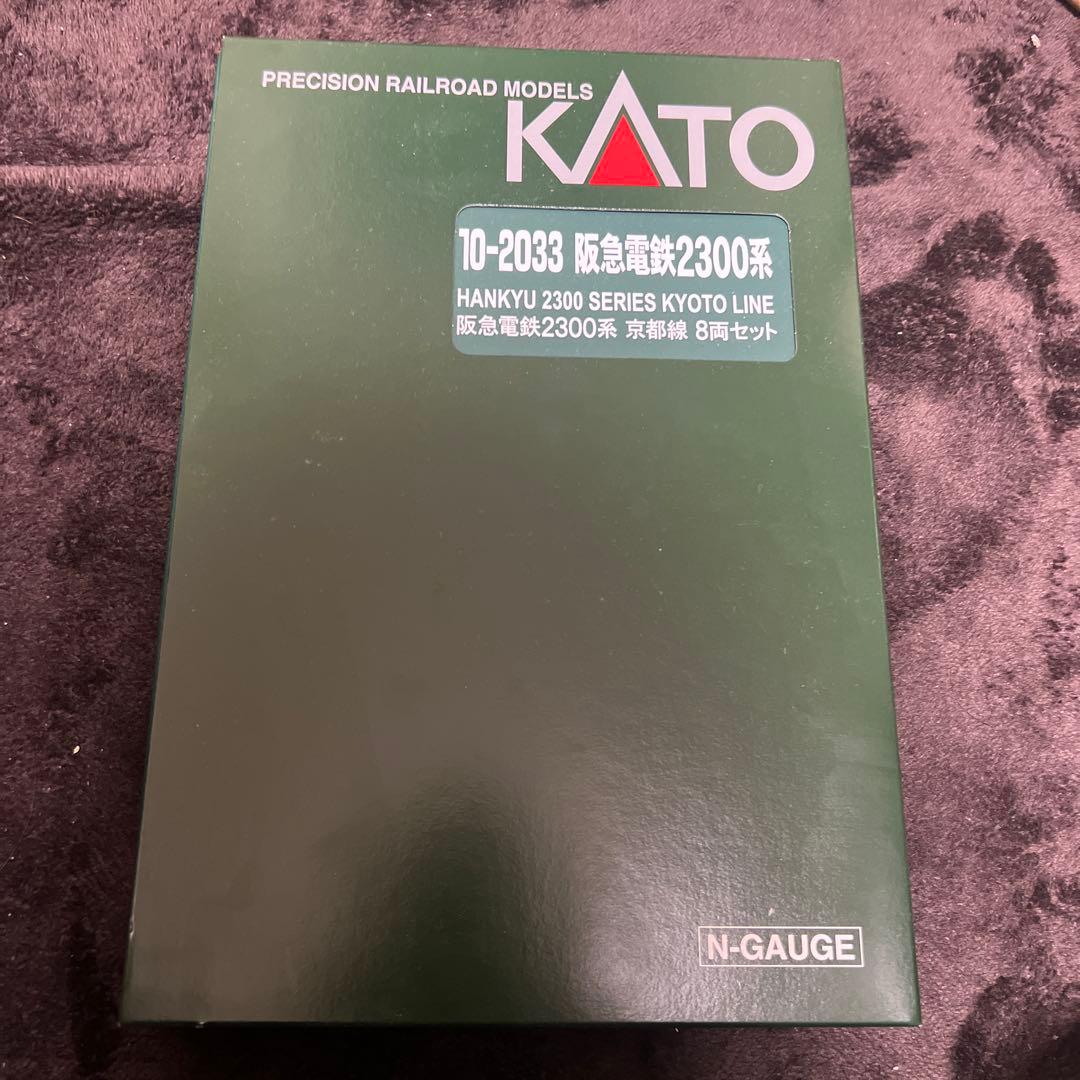 PRECISION RAILROAD MODELS
KATO
10-2033 阪急電鉄2300系
HANKYU 2300 SERIES KYOTO LINE
阪急電鉄2300系 京都線 8両セット
N-GAUGE